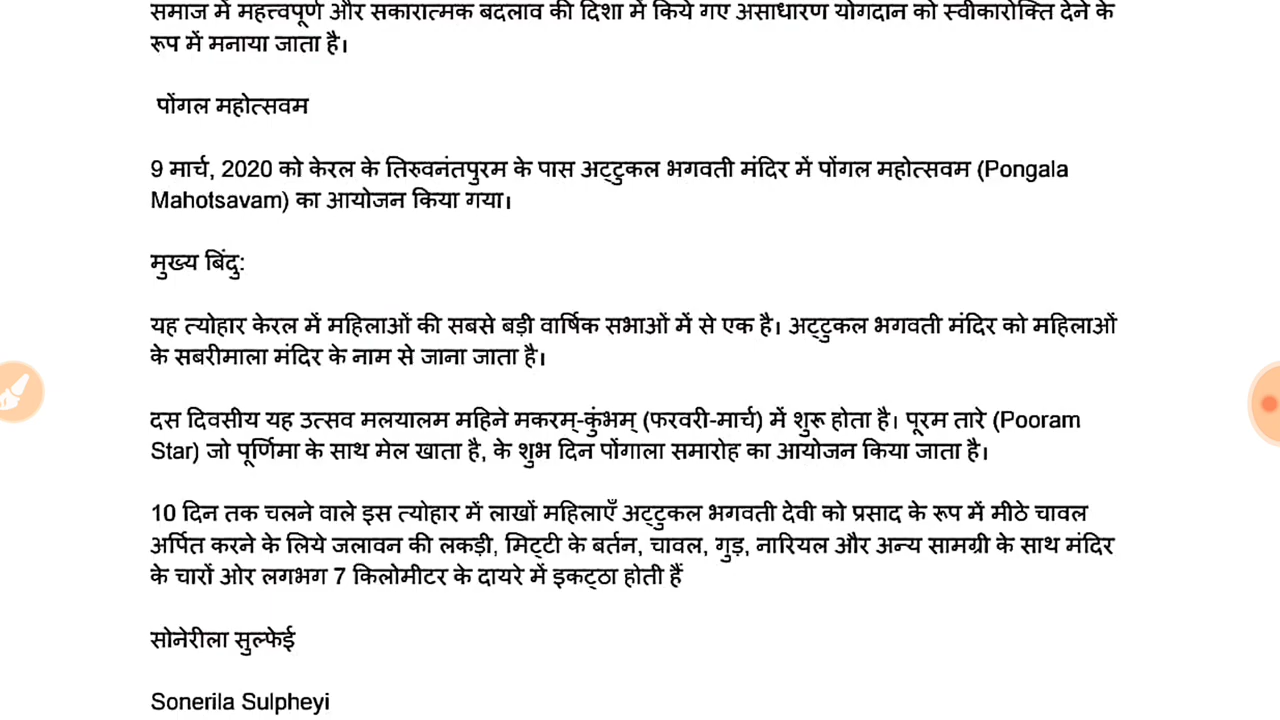 समाज में महत्त्वपूर्ण और सकारात्मक बदलाव की दिशा में किये गए असाधारण योगदान को स्वीकारोक्ति देने के
रूप में मनाया जाता है।
पोंगल महोत्सवम
9 मार्च, 2020 को केरल के तिरुवनंतपुरम के पास अट्टुकल भगवती मंदिर में पोंगल महोत्सवम (Pongala
Mahotsavam) का आयोजन किया गया।
मुख्य बिंदु:
यह त्योहार केरल में महिलाओं की सबसे बड़ी वार्षिक सभाओं में से एक है। अट्टुकल भगवती मंदिर को महिलाओं
के सबरीमाला मंदिर के नाम से जाना जाता है।
दस दिवसीय यह उत्सव मलयालम महिने मकरम्-कुंभम् (फरवरी-मार्च) में शुरू होता है। पूरम तारे (Pooram
Star) जो पूर्णिमा के साथ मेल खाता है, के शुभ दिन पोंगाला समारोह का आयोजन किया जाता है।
10 दिन तक चलने वाले इस त्योहार में लाखों महिलाएँ अट्टुकल भगवती देवी को प्रसाद के रूप में मीठे चावल
अर्पित करने के लिये जलावन की लकड़ी, मिट्टी के बर्तन, चावल, गुड़, नारियल और अन्य सामग्री के साथ मंदिर
के चारों ओर लगभग 7 किलोमीटर के दायरे में इकट्ठा होती हैं
सोनेरीला सुल्फेई
Sonerila Sulpheyi